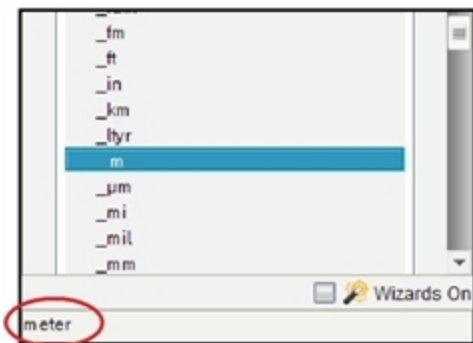 _fm
_ft
_in
_km
_ltyr
_m
_µm
_mi
_mil
_mm
Wizards On
meter